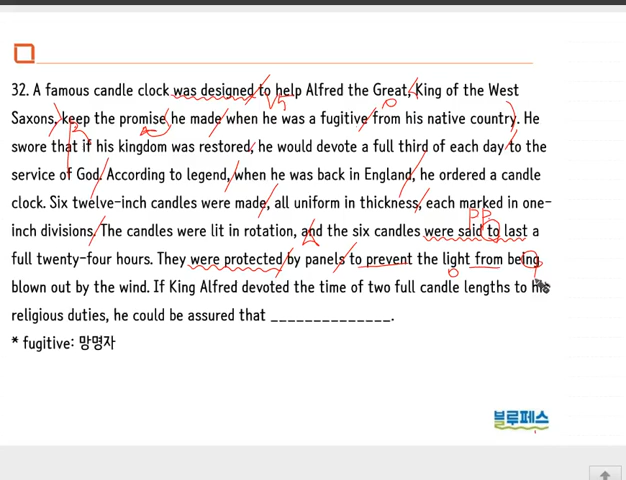 32. A famous candle clock was designed to help Alfred the Great, King of the West
Saxons, keep the promise he made when he was a fugitive from his native country. He
swore that if his kingdom was restored, he would devote a full third of each day to the
service of God. According to legend, when he was back in England, he ordered a candle
clock. Six twelve-inch candles were made, all uniform in thickness, each marked in one-
inch divisions. The candles were lit in rotation, and the six candles were said to last a
full twenty-four hours. They were protected by panels to prevent the light from being
blown out by the wind. If King Alfred devoted the time of two full candle lengths to his
religious duties, he could be assured that ______________.
* fugitive: 망명자
블루페스